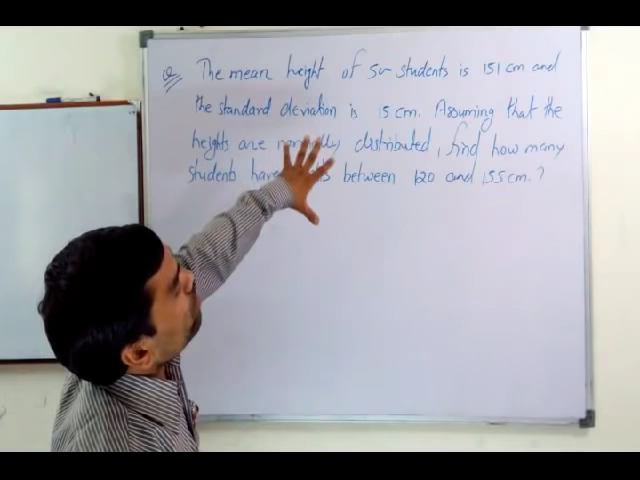 Q The mean height of 50 students is 151 cm and
the standard deviation is 15 cm. Assuming that the
heights are normally distributed, find how many
students have between 120 and 155 cm.?